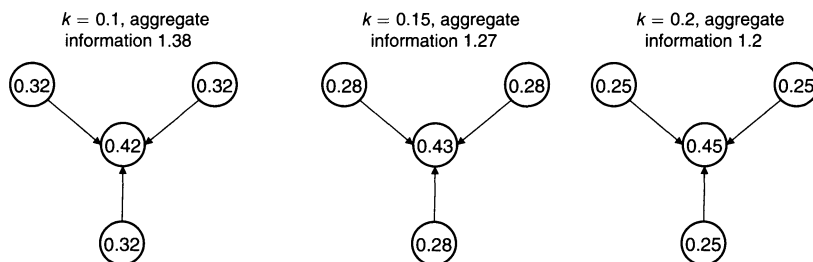 k = 0.1, aggregate
information 1.38
0.32
0.32
0.42
0.32
k = 0.15, aggregate
information 1.27
0.28
0.28
0.43
0.28
k = 0.2, aggregate
information 1.2
0.25
0.25
0.45
0.25